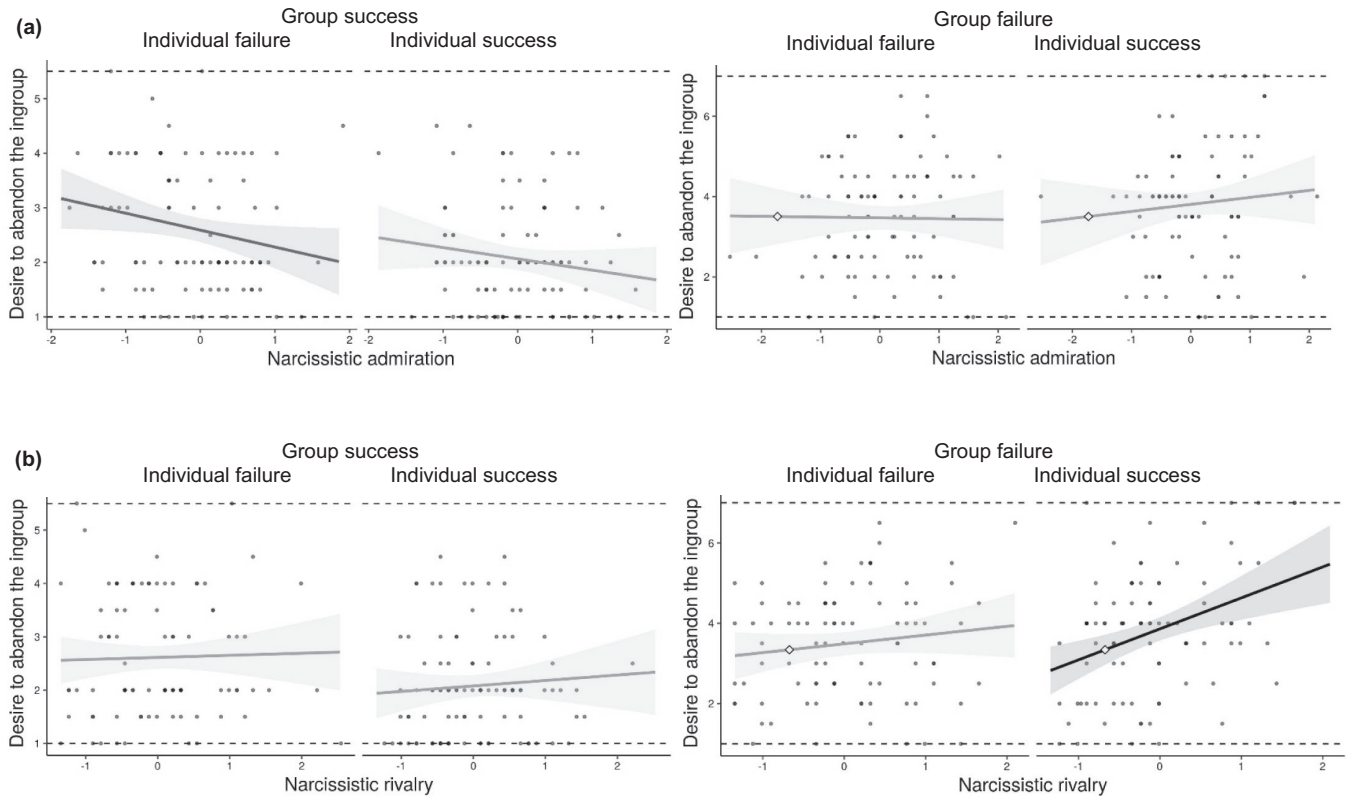 (a)
Group success
Individual failure Individual success
Desire to abandon the ingroup
5
4
3
2
1
-2 -1 0 1 2 -2 -1 0 1 2
Narcissistic admiration
Group failure
Individual failure Individual success
Desire to abandon the ingroup
6
4
2
-2 -1 0 1 2 -2 -1 0 1 2
Narcissistic admiration
(b)
Group success
Individual failure Individual success
Desire to abandon the ingroup
5
4
3
2
1
-1 0 1 2 -1 0 1 2
Narcissistic rivalry
Group failure
Individual failure Individual success
Desire to abandon the ingroup
6
4
2
-1 0 1 2 -1 0 1 2
Narcissistic rivalry